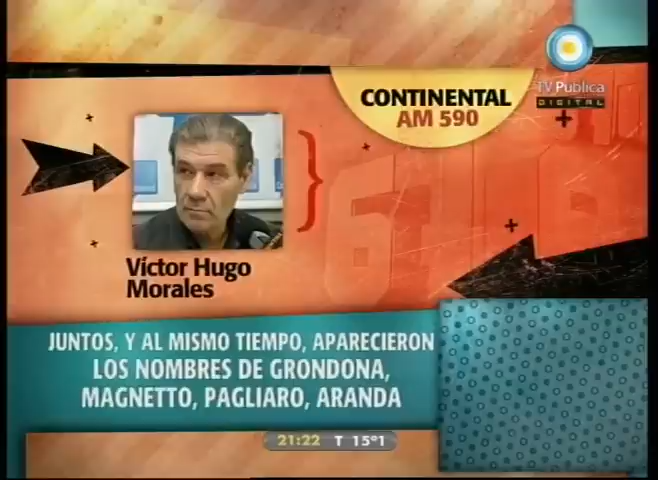 TV Pública
DIGITAL
CONTINENTAL
AM 590
Víctor Hugo
Morales
JUNTOS, Y AL MISMO TIEMPO, APARECIERON
LOS NOMBRES DE GRONDONA,
MAGNETTO, PAGLIARO, ARANDA
21:22 T 15°1